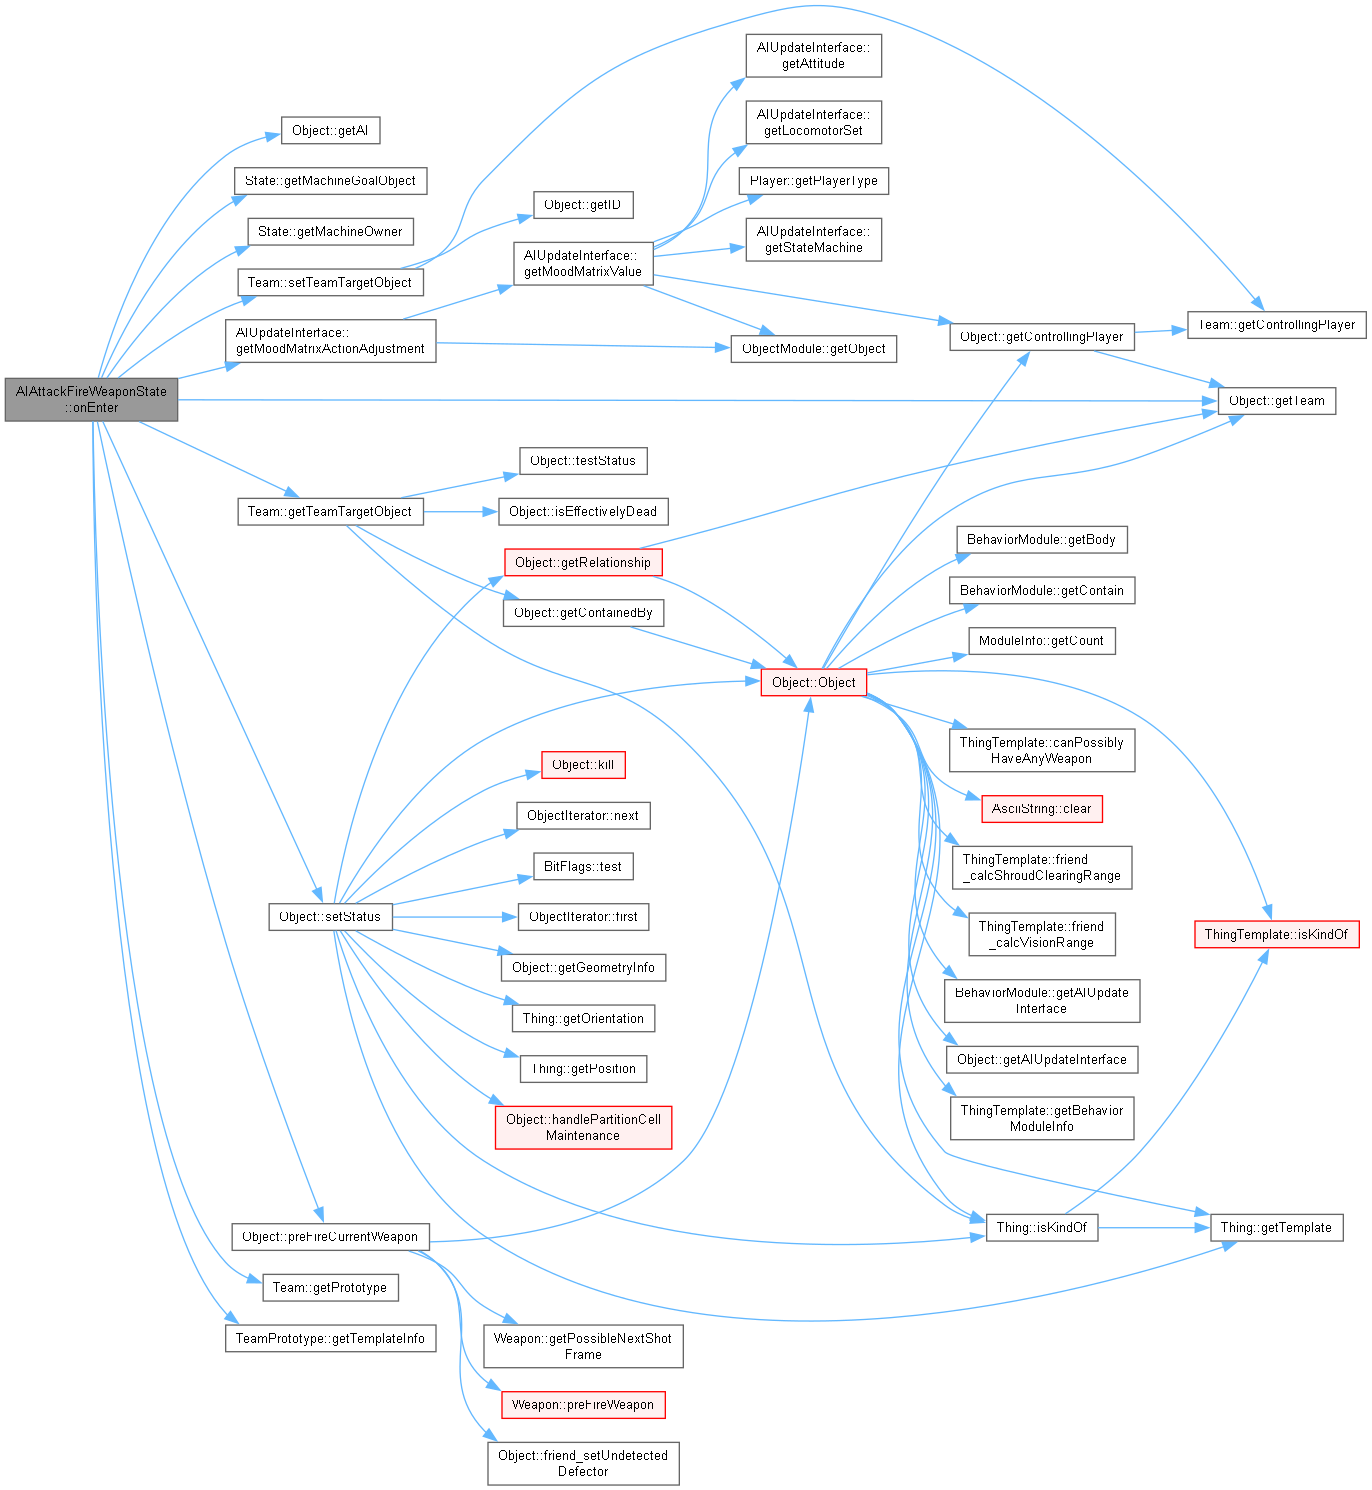 AIUpdateInterface::
getAttitude
AIUpdateInterface::
getLocomotorSet
Object::getAI
State::getMachineGoalObject
Player::getPlayerType
Object::getID
State::getMachineOwner
AIUpdateInterface::
getStateMachine
AIUpdateInterface::
getMoodMatrixValue
Team::setTeamTargetObject
Team::getControllingPlayer
AIUpdateInterface::
getMoodMatrixActionAdjustment
Object::getControllingPlayer
ObjectModule::getObject
AIAttackFireWeaponState
::onEnter
Object::getTeam
Object::testStatus
Team::getTeamTargetObject
Object::isEffectivelyDead
BehaviorModule::getBody
Object::getRelationship
BehaviorModule::getContain
Object::getContainedBy
ModuleInfo::getCount
Object::Object
ThingTemplate::canPossibly
HaveAnyWeapon
Object::kill
AsciiString::clear
ObjectIterator::next
BitFlags::test
ThingTemplate::friend
_calcShroudClearingRange
Object::setStatus
ObjectIterator::first
ThingTemplate::friend
_calcVisionRange
ThingTemplate::isKindOf
Object::getGeometryInfo
BehaviorModule::getAIUpdate
Interface
Thing::getOrientation
Object::getAIUpdateInterface
Thing::getPosition
ThingTemplate::getBehavior
ModuleInfo
Object::handlePartitionCell
Maintenance
Thing::isKindOf
Thing::getTemplate
Object::preFireCurrentWeapon
Team::getPrototype
TeamPrototype::getTemplateInfo
Weapon::getPossibleNextShot
Frame
Weapon::preFireWeapon
Object::friend_setUndetected
Defector